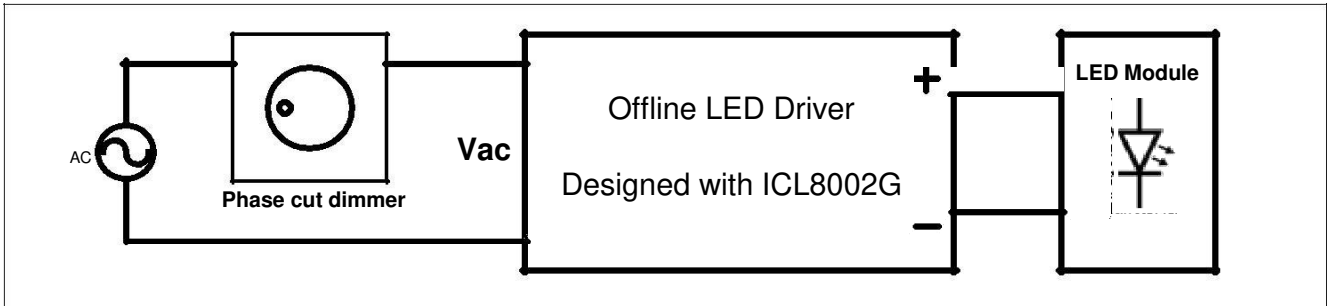 AC
Phase cut dimmer
Vac
+
Offline LED Driver
Designed with ICL8002G
−
LED Module